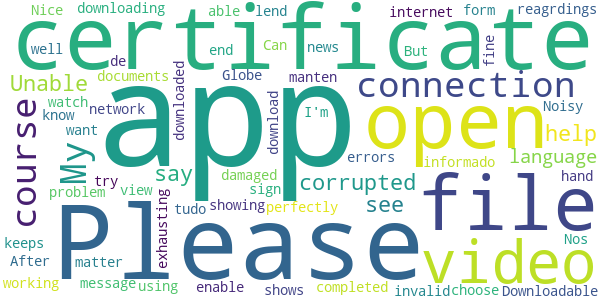 Nice downloading able lend internet form reagrdings
certificate
well de end Can news But fine
Unable documents Globe manten connection
watch downloaded app I'm open Noisy
know network download help
course My want errors informado language
try view damaged say corrupted hand
problem sign see file
exhausting tudo showing perfectly Nos
keeps After matter Please video
working message using enable shows completed invalid choose Downloadable